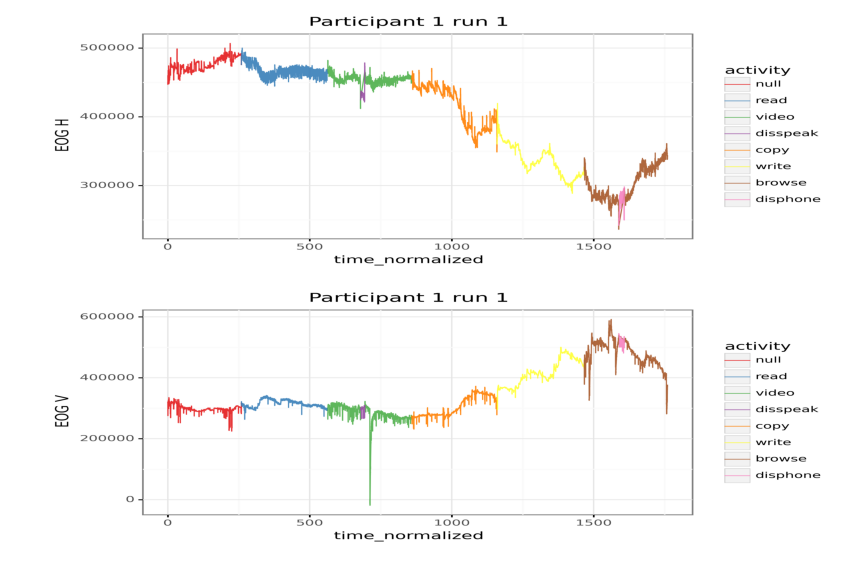 Participant 1 run 1
500000
400000
300000
EOG H
0
500
1000
1500
time_normalized
activity
null
read
video
disspeak
copy
write
browse
disphone
Participant 1 run 1
600000
400000
200000
0
EOG V
0
500
1000
1500
time_normalized
activity
null
read
video
disspeak
copy
write
browse
disphone